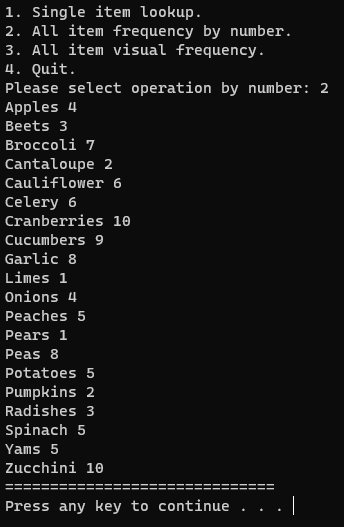 1. Single item lookup.
2. All item frequency by number.
3. All item visual frequency.
4. Quit.
Please select operation by number: 2
Apples 4
Beets 3
Broccoli 7
Cantaloupe 2
Cauliflower 6
Celery 6
Cranberries 10
Cucumbers 9
Garlic 8
Limes 1
Onions 4
Peaches 5
Pears 1
Peas 8
Potatoes 5
Pumpkins 2
Radishes 3
Spinach 5
Yams 5
Zucchini 10
==============================
Press any key to continue . . .